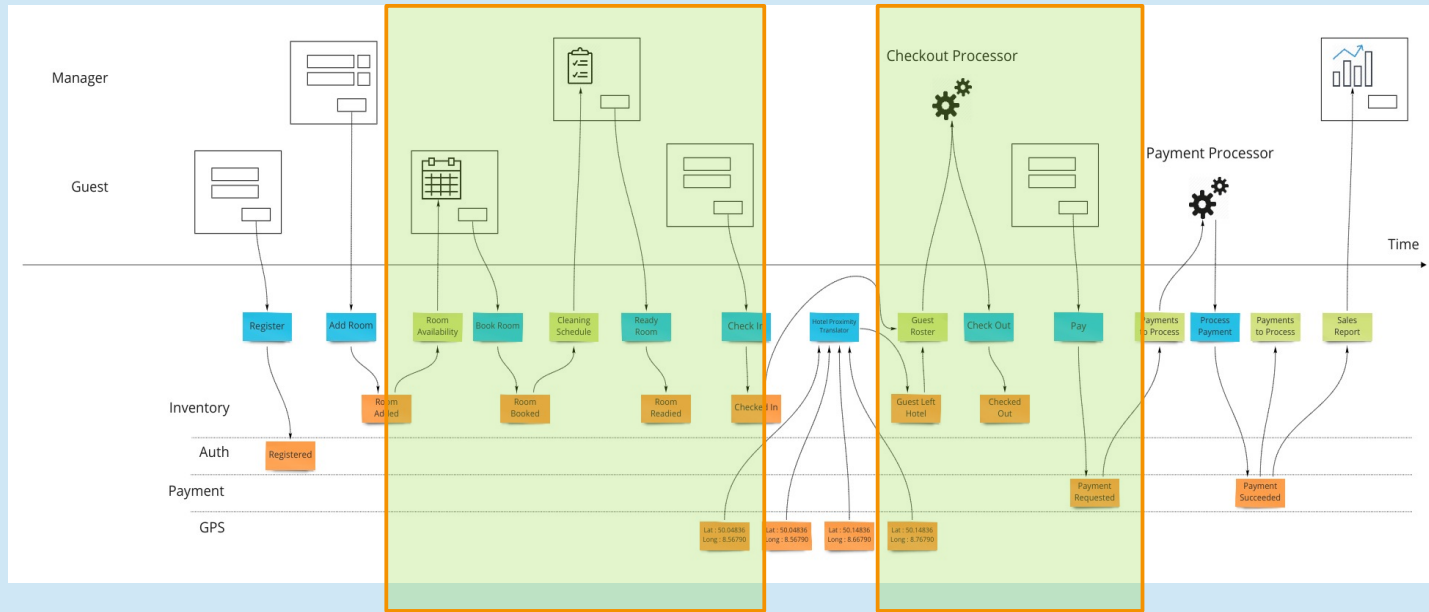 Manager
Checkout Processor
Guest
Payment Processor
Time
Register
Add Room
Room
Availability
Book Room
Cleaning
Schedule
Ready
Room
Check In
Hotel Proximity
Translator
Guest
Roster
Check Out
Pay
Payments
to Process
Process
Payment
Payments
to Process
Sales
Report
Inventory
Room
Added
Room
Booked
Room
Readied
Checked In
Guest Left
Hotel
Checked
Out
Auth
Registered
Payment
Payment
Requested
Payment
Succeeded
GPS
Lat : 50.04836
Long : 8.56790
Lat : 50.04836
Long : 8.56790
Lat : 50.14836
Long : 8.66790
Lat : 50.14836
Long : 8.76790